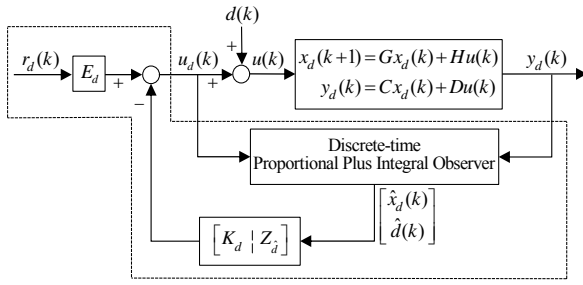 d(k)
r_d(k)
E_d
+
−
u_d(k)
+
+
u(k)
x_d(k+1) = Gx_d(k) + Hu(k)
y_d(k) = Cx_d(k) + Du(k)
y_d(k)
Discrete-time
Proportional Plus Integral Observer
[x̂_d(k)
d̂(k)]
[K_d ¦ Z_d̂]